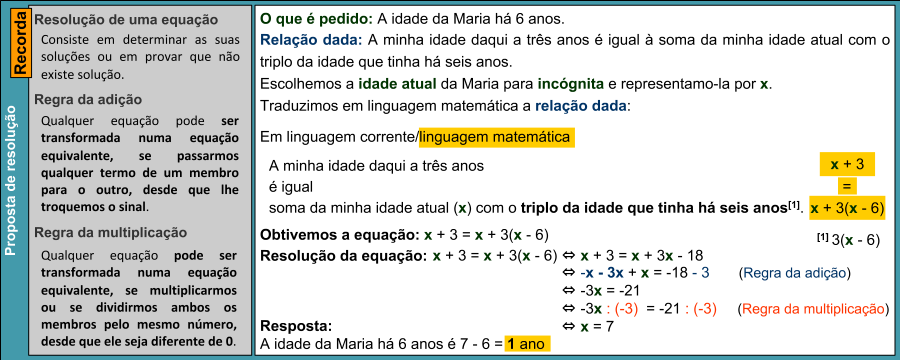 Proposta de resolução
Recorda
Resolução de uma equação
Consiste em determinar as suas
soluções ou em provar que não
existe solução.
Regra da adição
Qualquer equação pode ser
transformada numa equação
equivalente, se passarmos
qualquer termo de um membro
para o outro, desde que lhe
troquemos o sinal.
Regra da multiplicação
Qualquer equação pode ser
transformada numa equação
equivalente, se multiplicarmos
ou se dividirmos ambos os
membros pelo mesmo número,
desde que ele seja diferente de 0.
O que é pedido: A idade da Maria há 6 anos.
Relação dada: A minha idade daqui a três anos é igual à soma da minha idade atual com o
triplo da idade que tinha há seis anos.
Escolhemos a idade atual da Maria para incógnita e representamo-la por x.
Traduzimos em linguagem matemática a relação dada:
Em linguagem corrente/linguagem matemática
A minha idade daqui a três anos x + 3
é igual =
soma da minha idade atual (x) com o triplo da idade que tinha há seis anos[1]. x + 3(x - 6)
Obtivemos a equação: x + 3 = x + 3(x - 6) [1] 3(x - 6)
Resolução da equação: x + 3 = x + 3(x - 6) ⇔ x + 3 = x + 3x - 18
⇔ -x - 3x + x = -18 - 3 (Regra da adição)
⇔ -3x = -21
⇔ -3x : (-3) = -21 : (-3) (Regra da multiplicação)
Resposta: ⇔ x = 7
A idade da Maria há 6 anos é 7 - 6 = 1 ano